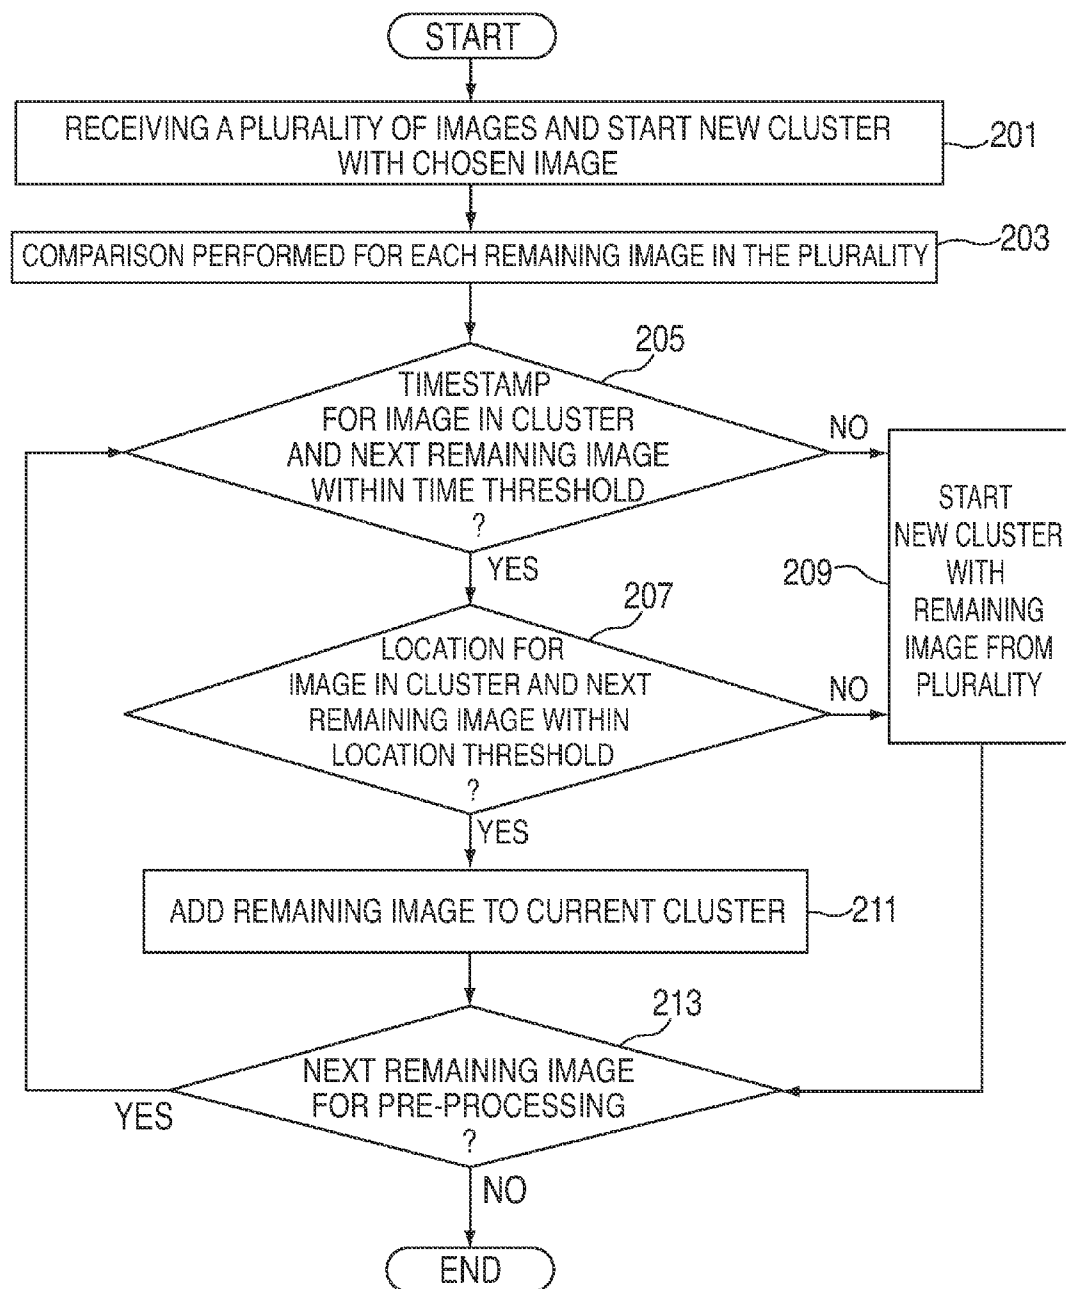 START
RECEIVING A PLURALITY OF IMAGES AND START NEW CLUSTER
WITH CHOSEN IMAGE
201
COMPARISON PERFORMED FOR EACH REMAINING IMAGE IN THE PLURALITY
203
205
TIMESTAMP
FOR IMAGE IN CLUSTER
AND NEXT REMAINING IMAGE
WITHIN TIME THRESHOLD
?
NO
YES
START
NEW CLUSTER
WITH
REMAINING
IMAGE FROM
PLURALITY
209
207
LOCATION FOR
IMAGE IN CLUSTER AND NEXT
REMAINING IMAGE WITHIN
LOCATION THRESHOLD
?
NO
YES
ADD REMAINING IMAGE TO CURRENT CLUSTER
211
213
NEXT REMAINING IMAGE
FOR PRE-PROCESSING
?
YES
NO
END